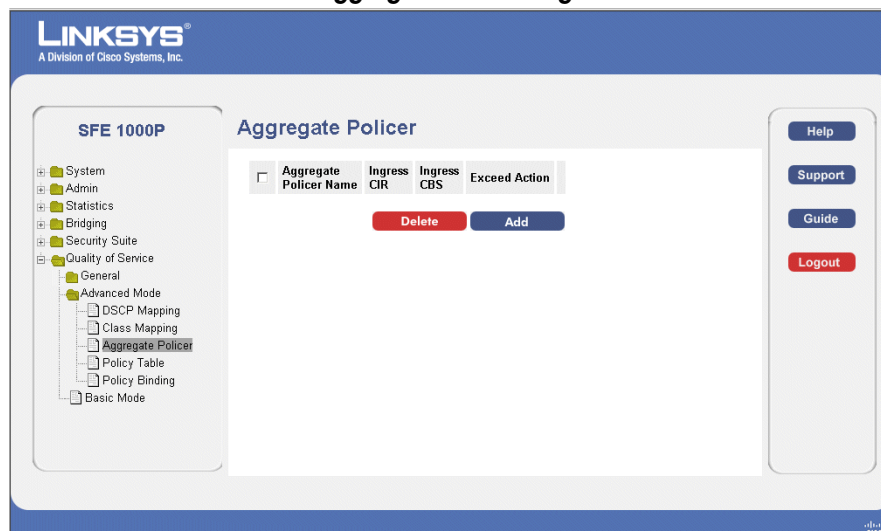 LINKSYS®
A Division of Cisco Systems, Inc.
SFE 1000P
System
Admin
Statistics
Bridging
Security Suite
Quality of Service
General
Advanced Mode
DSCP Mapping
Class Mapping
Aggregate Policer
Policy Table
Policy Binding
Basic Mode
Aggregate Policer
Aggregate Policer Name Ingress CIR Ingress CBS Exceed Action
Delete Add
Help
Support
Guide
Logout